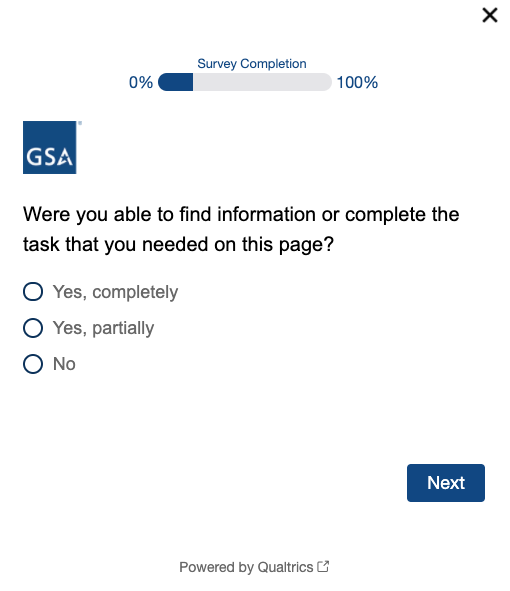 Survey Completion
0% 100%
GSA
Were you able to find information or complete the
task that you needed on this page?
Yes, completely
Yes, partially
No
Next
Powered by Qualtrics